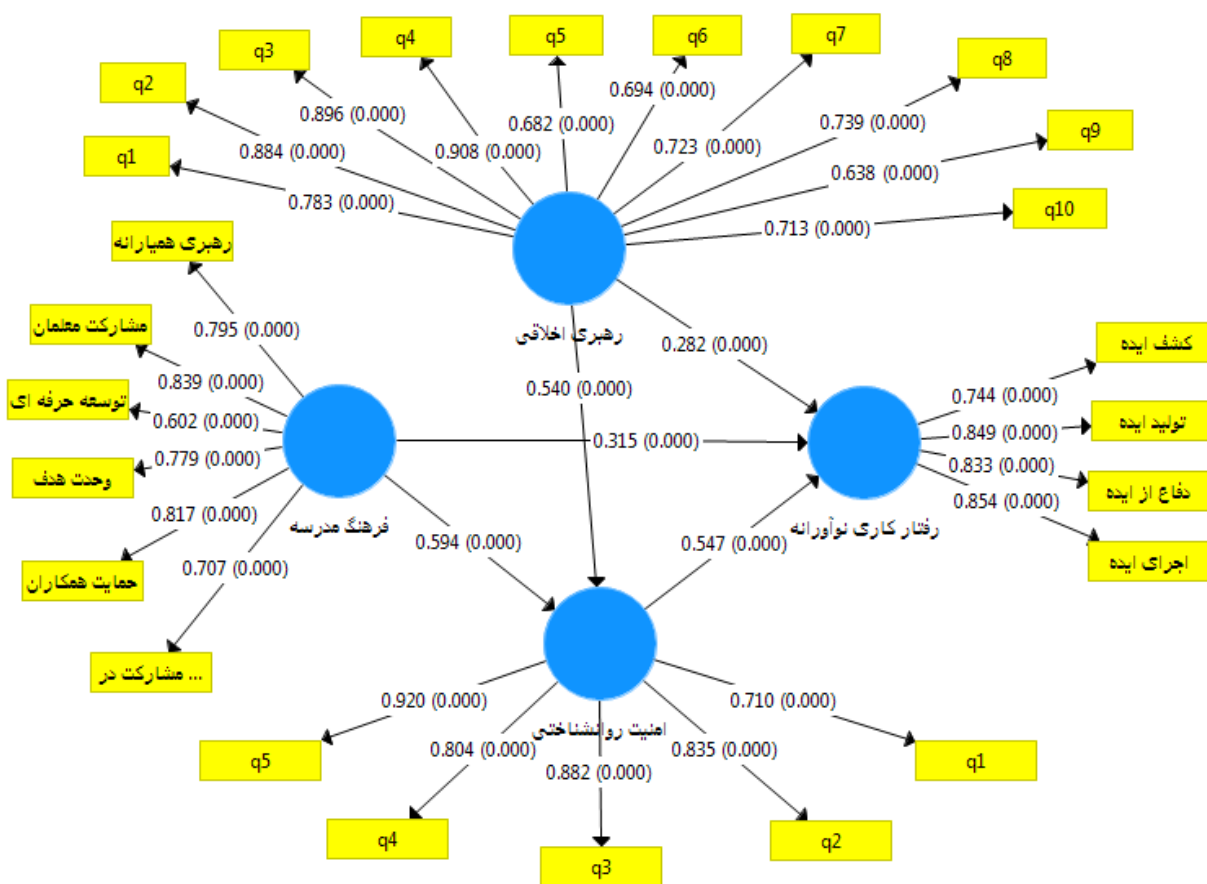 q3
q4
q5
q6
q7
q8
q2
q9
q1
q10
0.896 (0.000)
0.908 (0.000)
0.682 (0.000)
0.694 (0.000)
0.723 (0.000)
0.739 (0.000)
0.884 (0.000)
0.638 (0.000)
0.783 (0.000)
0.713 (0.000)
رهبری اخلاقی
رهبری همیارانه
مشارکت معلمان
توسعه حرفه ای
وحدت هدف
حمایت همکاران
مشارکت در ...
0.795 (0.000)
0.839 (0.000)
0.602 (0.000)
0.779 (0.000)
0.817 (0.000)
0.707 (0.000)
فرهنگ مدرسه
0.540 (0.000)
0.282 (0.000)
0.315 (0.000)
0.594 (0.000)
0.547 (0.000)
رفتار کاری نوآورانه
0.744 (0.000)
0.849 (0.000)
0.833 (0.000)
0.854 (0.000)
کشف ایده
تولید ایده
دفاع از ایده
اجرای ایده
امنیت روانشناختی
0.920 (0.000)
0.804 (0.000)
0.882 (0.000)
0.835 (0.000)
0.710 (0.000)
q5
q4
q3
q2
q1